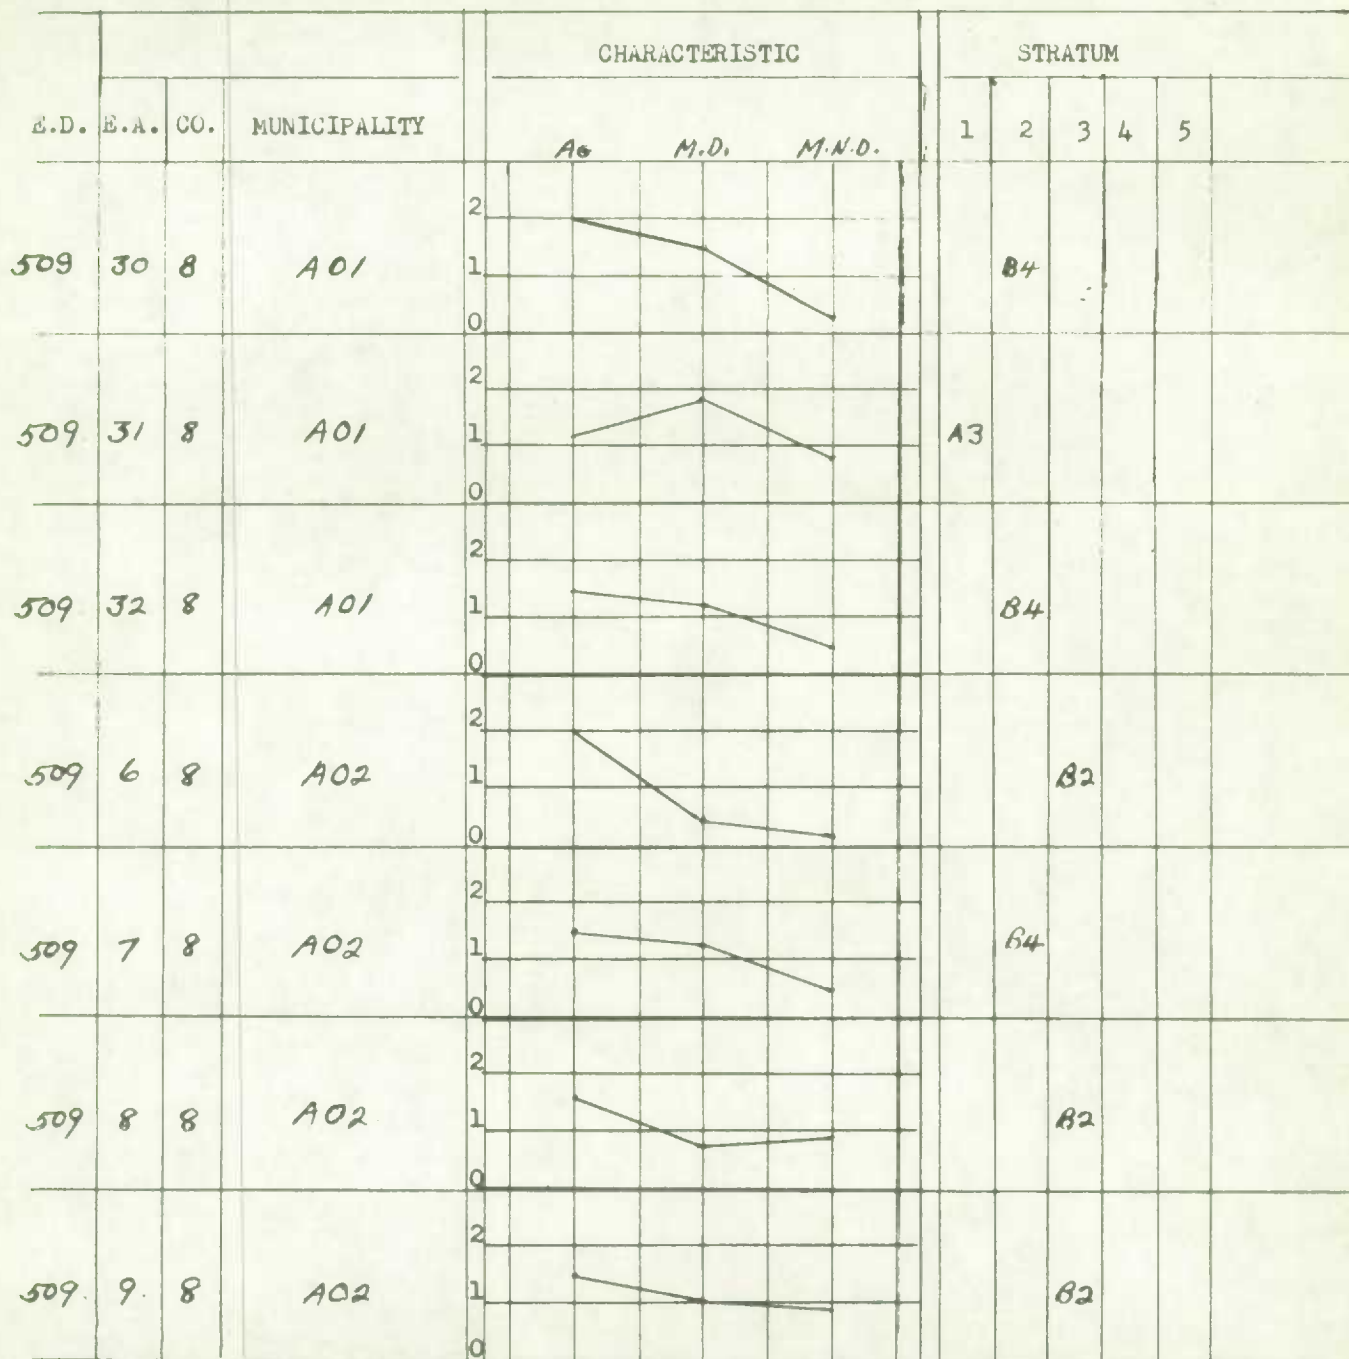 CHARACTERISTIC STRATUM
E.D. E.A. CO. MUNICIPALITY AG M.D. M.N.D. 1 2 3 4 5
2
509 30 8 A01 1 B4
0
2
509 31 8 A01 1 A3
0
2
509 32 8 A01 1 B4
0
2
509 6 8 A02 1 B2
0
2
509 7 8 A02 1 B4
0
2
509 8 8 A02 1 B2
0
2
509. 9. 8 A02 1 B2
0